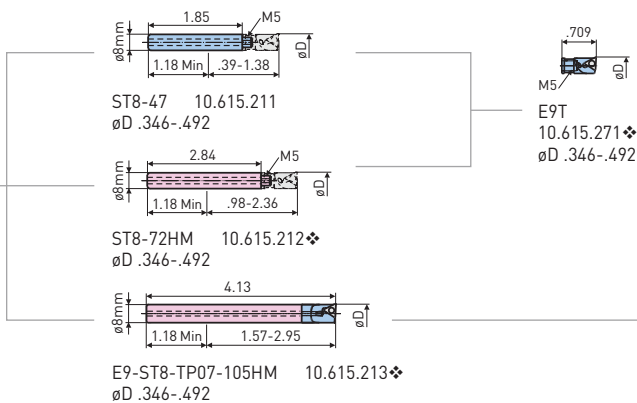 1.85
M5
ø8mm
øD
1.18 Min
.39-1.38
ST8-47 10.615.211
øD .346-.492
.709
øD
M5
E9T
10.615.271❖
øD .346-.492
2.84
M5
ø8mm
øD
1.18 Min
.98-2.36
ST8-72HM 10.615.212❖
øD .346-.492
4.13
ø8mm
øD
1.18 Min
1.57-2.95
E9-ST8-TP07-105HM 10.615.213❖
øD .346-.492